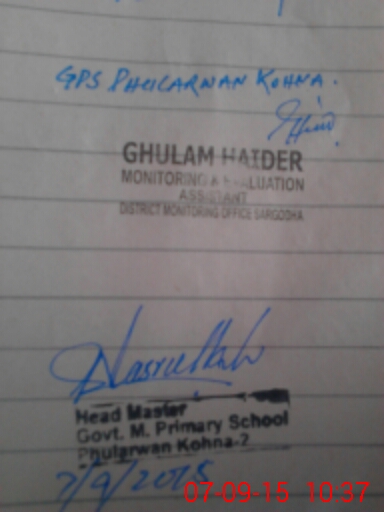 GPS PHULARWAN KOHNA.
GHULAM HAIDER
MONITORING & EVALUATION
ASSISTANT
DISTRICT MONITORING OFFICE SARGODHA
Nasrullah
Head Master
Govt. M. Primary School
Phularwan Kohna-2
7/9/2015
07-09-15 10:37